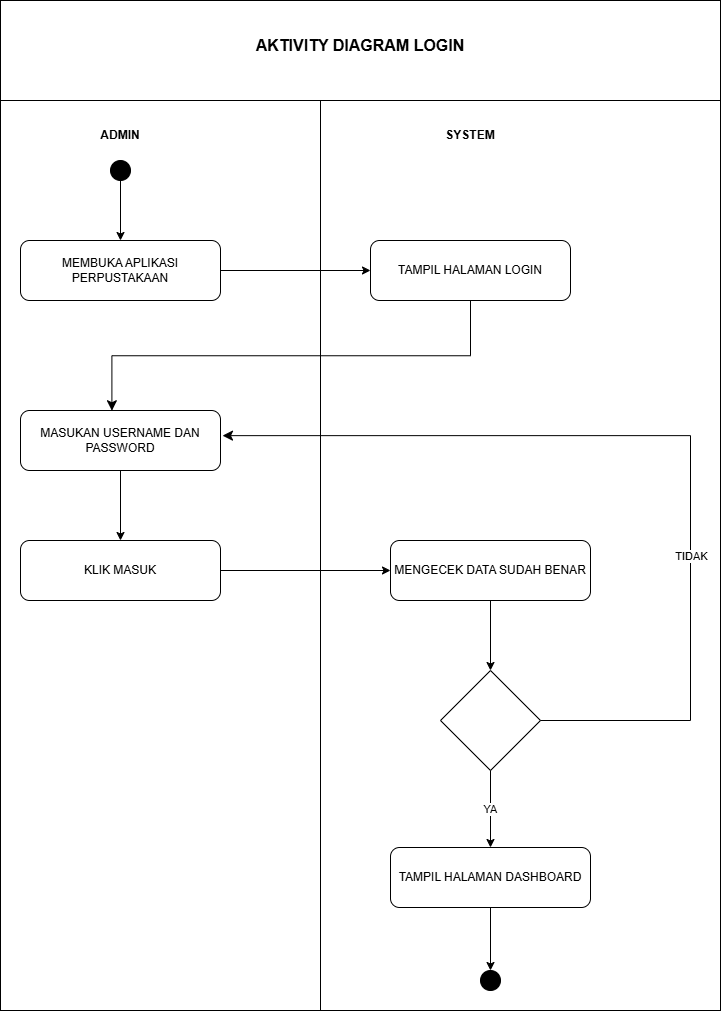 AKTIVITY DIAGRAM LOGIN
ADMIN
SYSTEM
MEMBUKA APLIKASI
PERPUSTAKAAN
TAMPIL HALAMAN LOGIN
MASUKAN USERNAME DAN
PASSWORD
KLIK MASUK
MENGECEK DATA SUDAH BENAR
TIDAK
YA
TAMPIL HALAMAN DASHBOARD